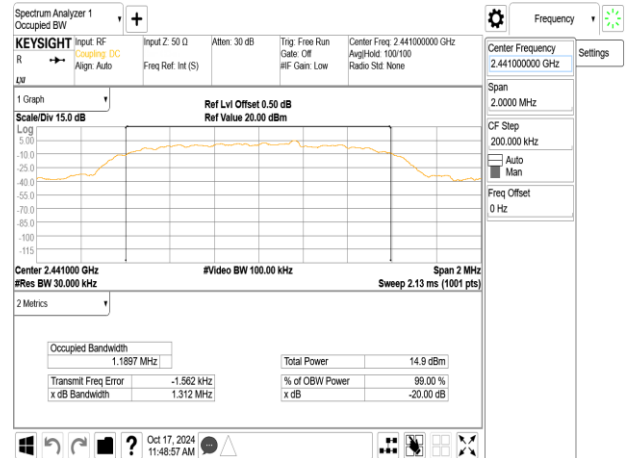 Spectrum Analyzer 1
Occupied BW
+
Frequency
KEYSIGHT
R
LXI
Input: RF
Coupling: DC
Align: Auto
Input Z: 50 Ω
Freq Ref: Int (S)
Atten: 30 dB
Trig: Free Run
Gate: Off
#IF Gain: Low
Center Freq: 2.441000000 GHz
Avg|Hold: 100/100
Radio Std: None
Center Frequency
2.441000000 GHz
Settings
Span
2.0000 MHz
CF Step
200.000 kHz
Auto
Man
Freq Offset
0 Hz
1 Graph
Scale/Div 15.0 dB
Ref Lvl Offset 0.50 dB
Ref Value 20.00 dBm
Log
5.00
-10.0
-25.0
-40.0
-55.0
-70.0
-85.0
-100
-115
Center 2.441000 GHz
#Video BW 100.00 kHz
Span 2 MHz
#Res BW 30.000 kHz
Sweep 2.13 ms (1001 pts)
2 Metrics
Occupied Bandwidth
1.1897 MHz
Total Power 14.9 dBm
Transmit Freq Error -1.562 kHz
% of OBW Power 99.00 %
x dB Bandwidth 1.312 MHz
x dB -20.00 dB
?
Oct 17, 2024
11:48:57 AM